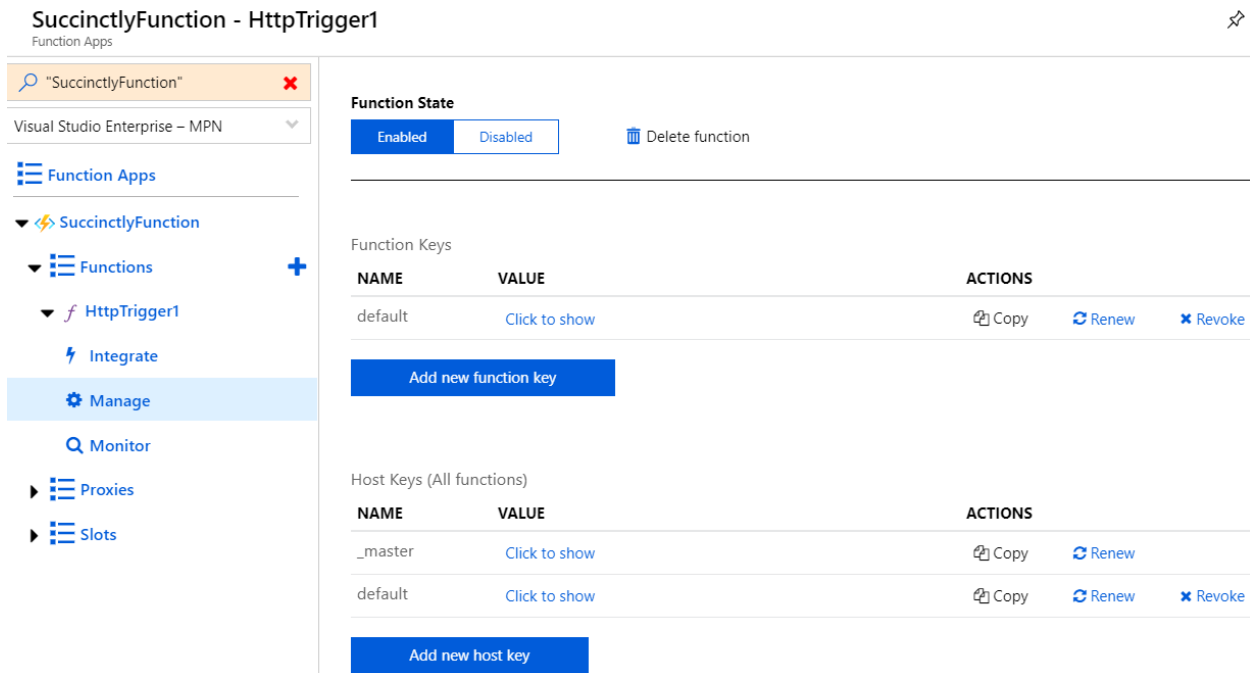 SuccinctlyFunction - HttpTrigger1
Function Apps
"SuccinctlyFunction"
Visual Studio Enterprise – MPN
Function Apps
SuccinctlyFunction
Functions
HttpTrigger1
Integrate
Manage
Monitor
Proxies
Slots
Function State
Enabled Disabled Delete function
Function Keys
NAME VALUE ACTIONS
default Click to show Copy Renew Revoke
Add new function key
Host Keys (All functions)
NAME VALUE ACTIONS
_master Click to show Copy Renew
default Click to show Copy Renew Revoke
Add new host key